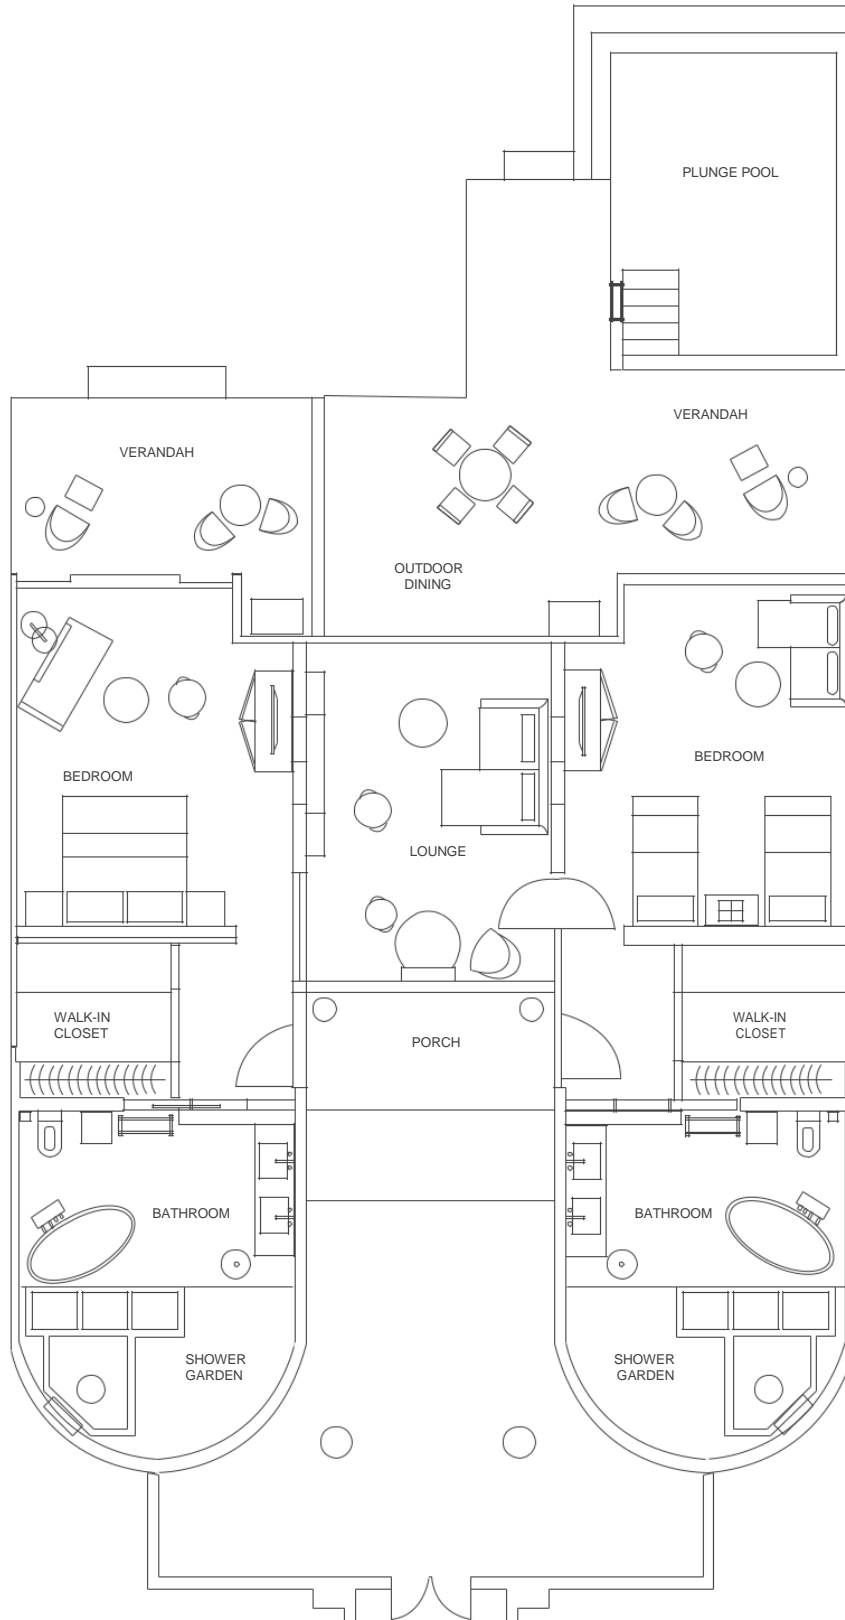 PLUNGE POOL
VERANDAH
VERANDAH
OUTDOOR
DINING
BEDROOM
BEDROOM
LOUNGE
WALK-IN
CLOSET
PORCH
WALK-IN
CLOSET
BATHROOM
BATHROOM
SHOWER
GARDEN
SHOWER
GARDEN